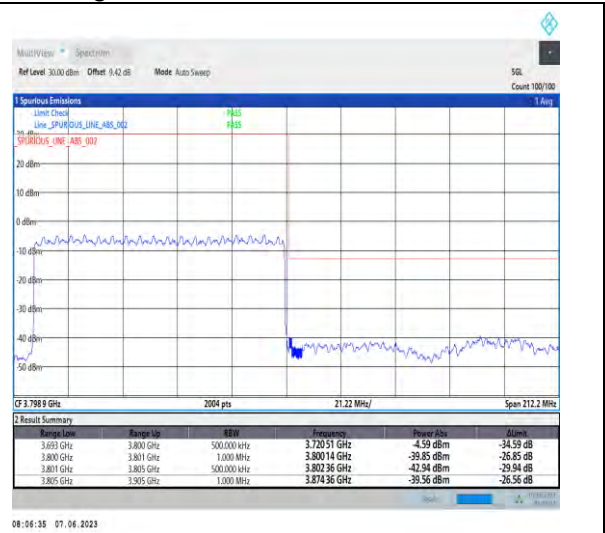 MultiView Spectrum
Ref Level 30.00 dBm Offset 9.42 dB Mode Auto Sweep SGL
Count 100/100
1 Spurious Emissions 1 Avg
Limit Check PASS
Line _SPURIOUS_LINE_ABS_002 PASS
_SPURIOUS_LINE_ABS_002
20 dBm
10 dBm
0 dBm
-10 dBm
-20 dBm
-30 dBm
-40 dBm
-50 dBm
CF 3.7989 GHz 2004 pts 21.22 MHz/ Span 212.2 MHz
2 Result Summary
Range Low Range Up RBW Frequency Power Abs ΔLimit
3.693 GHz 3.800 GHz 500.000 kHz 3.72051 GHz -4.59 dBm -34.59 dB
3.800 GHz 3.801 GHz 1.000 MHz 3.80014 GHz -39.85 dBm -26.85 dB
3.801 GHz 3.805 GHz 500.000 kHz 3.80236 GHz -42.94 dBm -29.94 dB
3.805 GHz 3.905 GHz 1.000 MHz 3.87436 GHz -39.56 dBm -26.56 dB
08:06:35 07.06.2023